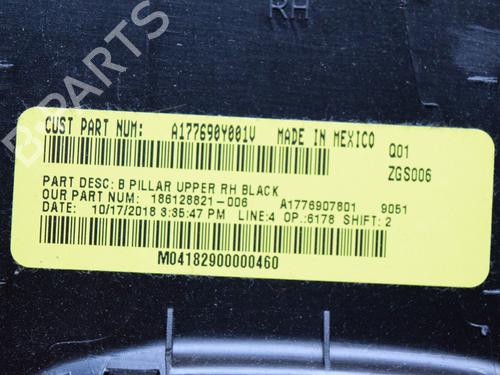 RH
CUST PART NUM: A177690Y001V MADE IN MEXICO Q01
ZGS006
PART DESC: B PILLAR UPPER RH BLACK
OUR PART NUM: 186128821-006 A1776907801 9051
DATE: 10/17/2018 3:35:47 PM LINE:4 OP.:6178 SHIFT: 2
M04182900000460
B-PARTS